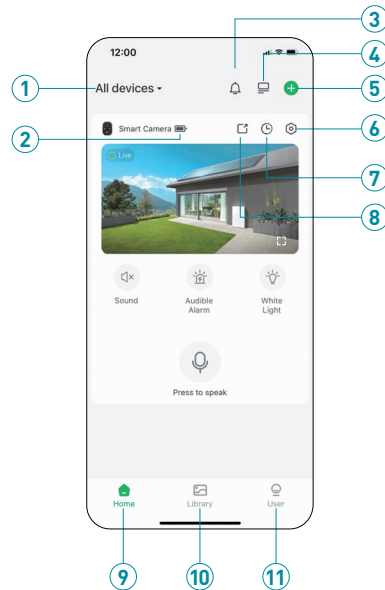 3
12:00
4
1
All devices
5
2
Smart Camera
6
Live
7
8
Sound
Audible
Alarm
White
Light
Press to speak
Home
Library
User
9
10
11